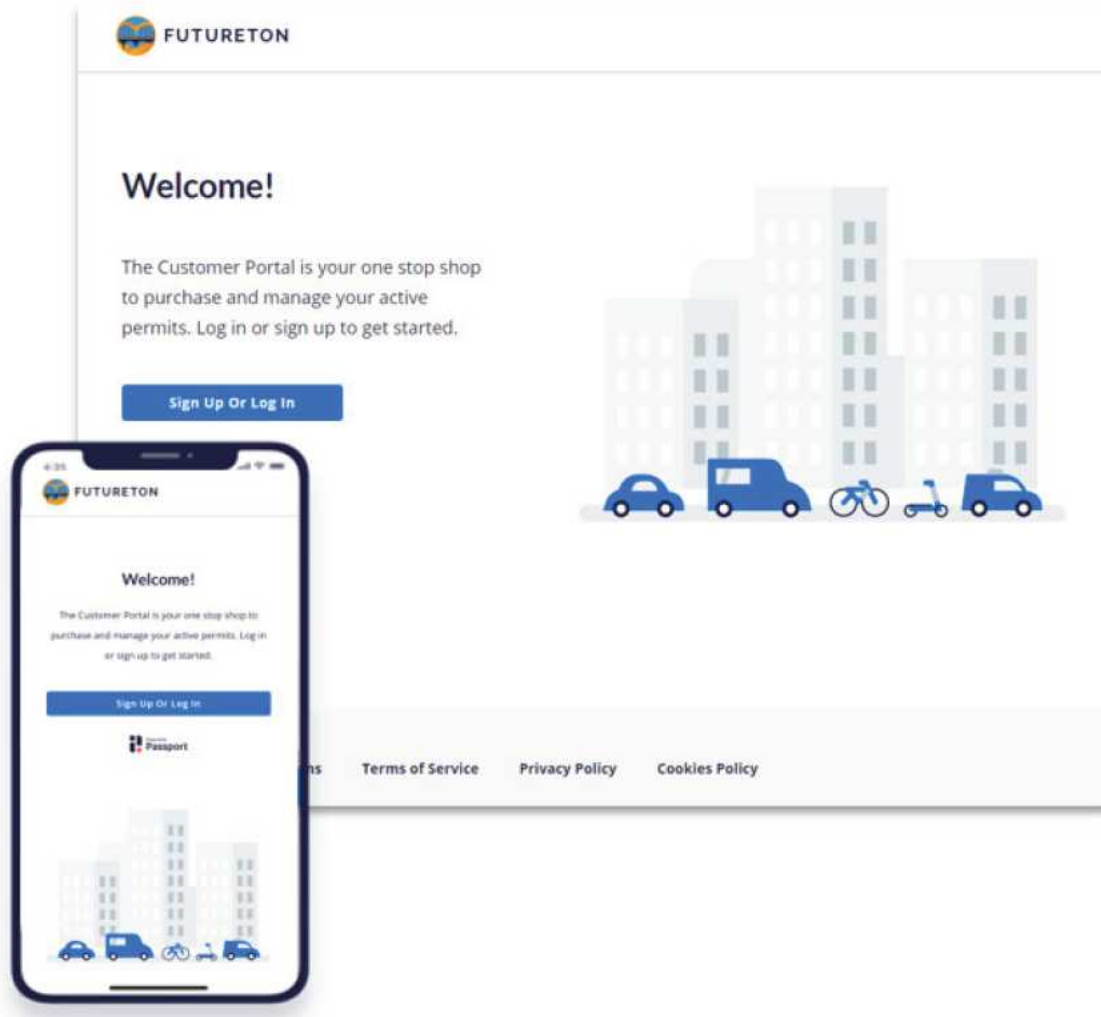 FUTURETON
Welcome!
The Customer Portal is your one stop shop
to purchase and manage your active
permits. Log in or sign up to get started.
Sign Up Or Log In
ns
Terms of Service
Privacy Policy
Cookies Policy
4:35
FUTURETON
Welcome!
The Customer Portal is your one stop shop to
purchase and manage your active permits. Log in
or sign up to get started.
Sign Up Or Log In
Passport